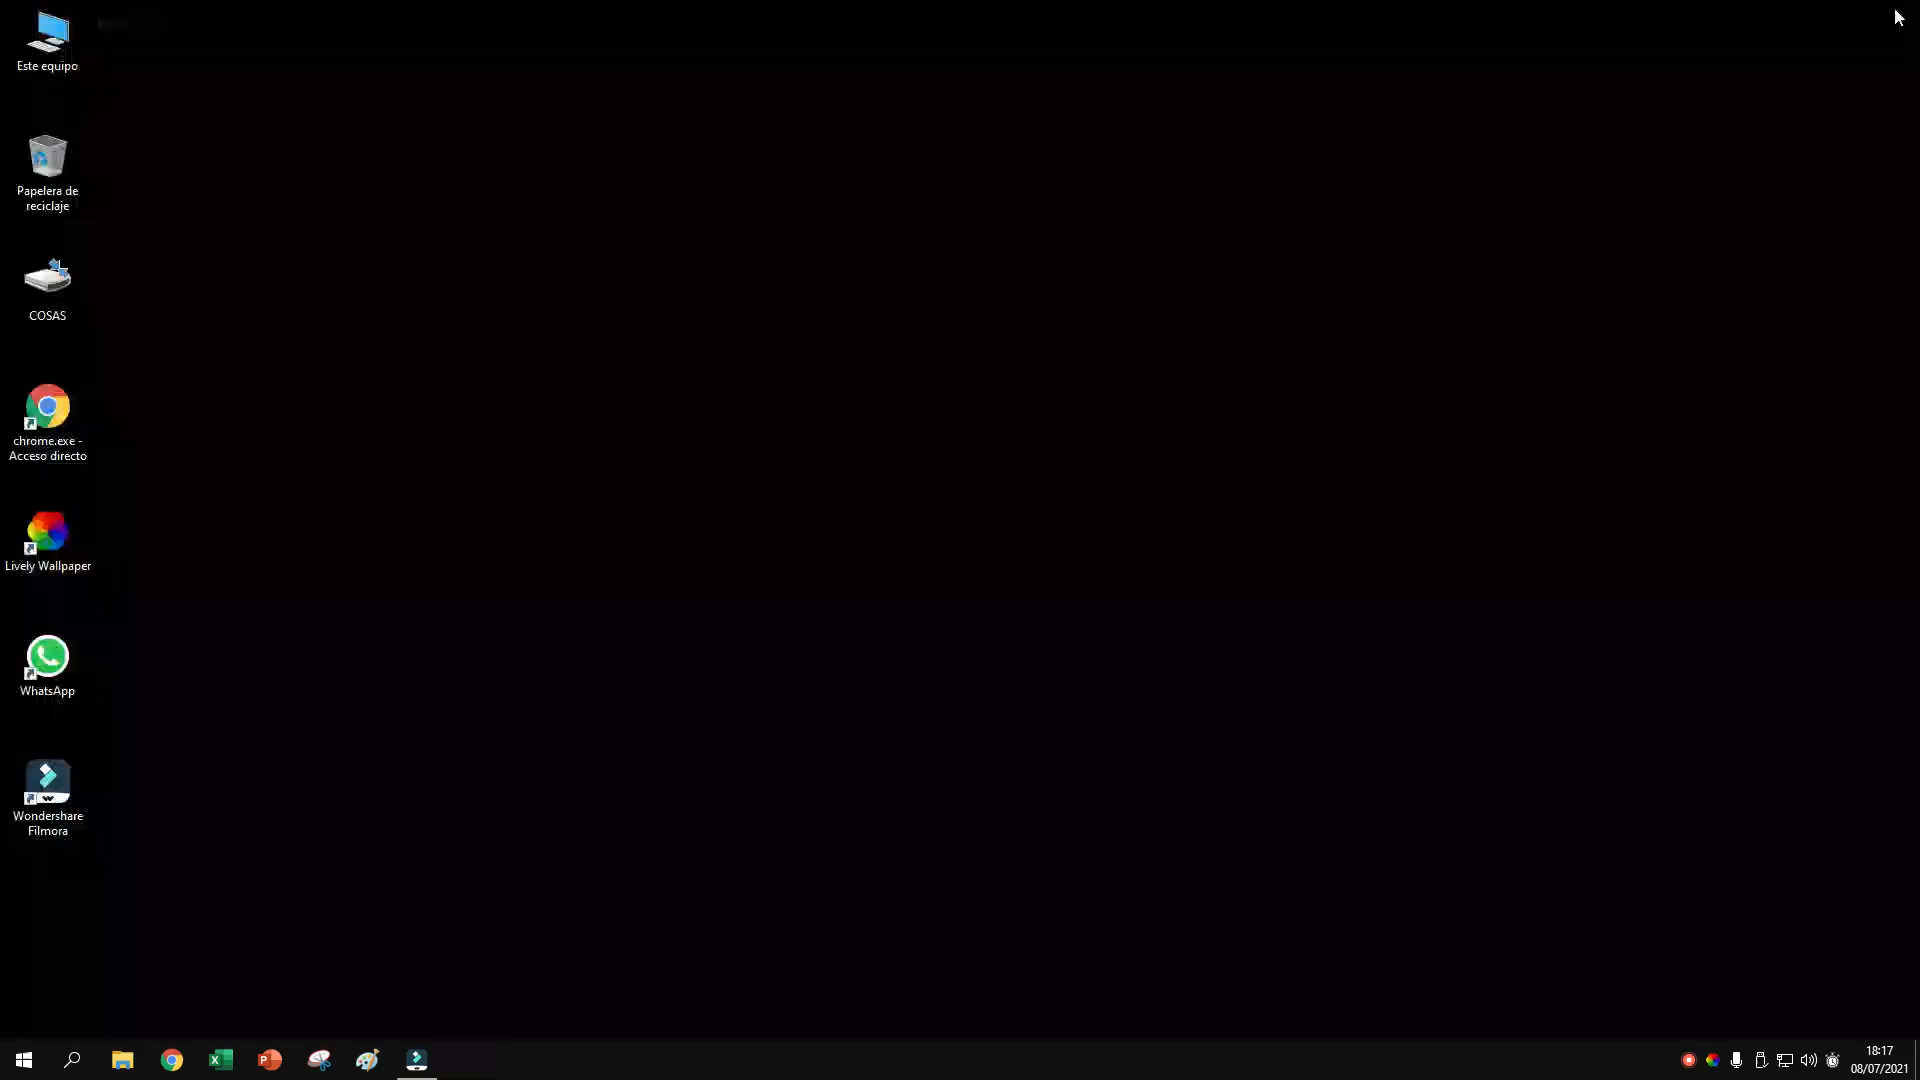 Este equipo
Papelera de
reciclaje
COSAS
chrome.exe -
Acceso directo
Lively Wallpaper
WhatsApp
Wondershare
Filmora
18:17
08/07/2021